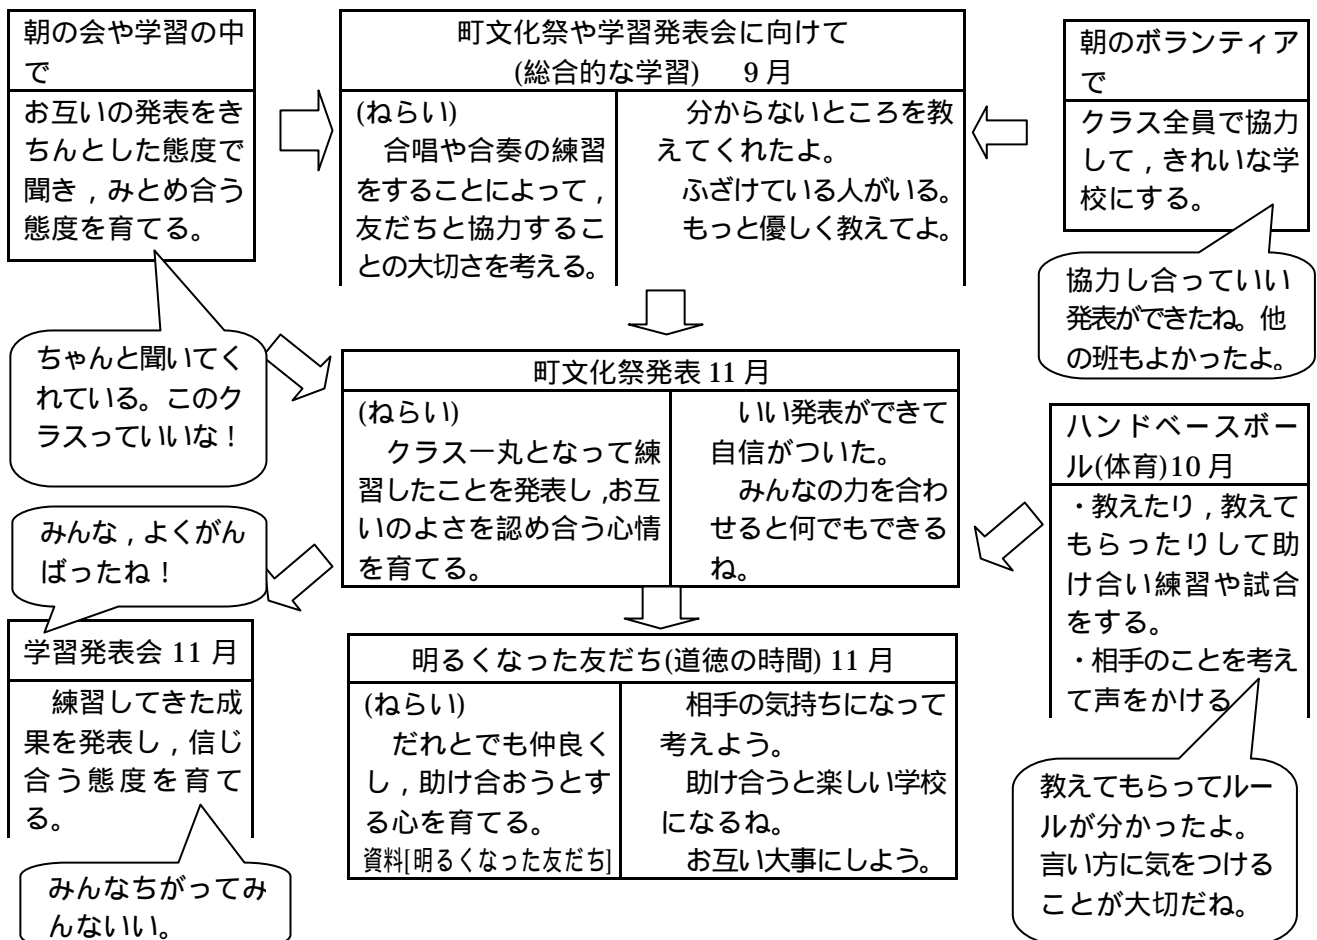 朝の会や学習の中
で
お互いの発表をき
ちんとした態度で
聞き，みとめ合う
態度を育てる。
ちゃんと聞いてく
れている。このク
ラスっていいな！
町文化祭や学習発表会に向けて
(総合的な学習)　9月
(ねらい)
合唱や合奏の練習
をすることによって，
友だちと協力するこ
との大切さを考える。
分からないところを教
えてくれたよ。
ふざけている人がいる。
もっと優しく教えてよ。
朝のボランティア
で
クラス全員で協力
して，きれいな学
校にする。
協力し合っていい
発表ができたね。他
の班もよかったよ。
町文化祭発表 11月
(ねらい)
クラス一丸となって練
習したことを発表し，お互
いのよさを認め合う心情
を育てる。
いい発表ができて
自信がついた。
みんなの力を合わ
せると何でもできる
ね。
ハンドベースボー
ル(体育)10月
・教えたり，教えて
もらったりして助
け合い練習や試合
をする。
・相手のことを考え
て声をかける
教えてもらってルー
ルが分かったよ。
言い方に気をつける
ことが大切だね。
みんな，よくがん
ばったね！
学習発表会 11月
練習してきた成
果を発表し，信じ
合う態度を育て
る。
みんなちがってみ
んないい。
明るくなった友だち(道徳の時間) 11月
(ねらい)
だれとでも仲良く
し，助け合おうとす
る心を育てる。
資料[明るくなった友だち]
相手の気持ちになって
考えよう。
助け合うと楽しい学校
になるね。
お互い大事にしよう。